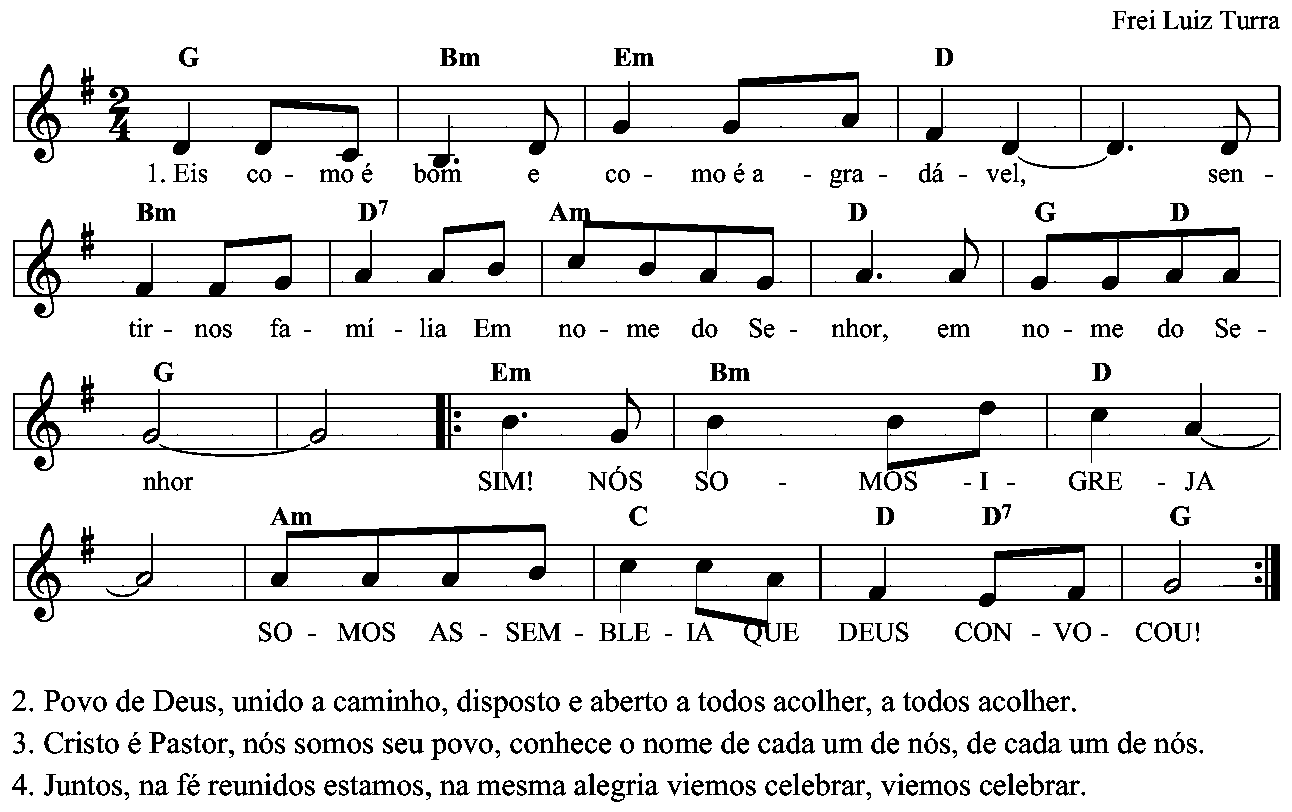 Frei Luiz Turra
G Bm Em D
2
4
1. Eis co - mo é bom e co - mo é a - gra - dá - vel, sen -
Bm D7 Am D G D
tir - nos fa - mí - lia Em no - me do Se - nhor, em no - me do Se -
G Em Bm D
nhor SIM! NÓS SO - MOS - I - GRE - JA
Am C D D7 G
SO - MOS AS - SEM - BLE - IA QUE DEUS CON - VO - COU!
2. Povo de Deus, unido a caminho, disposto e aberto a todos acolher, a todos acolher.
3. Cristo é Pastor, nós somos seu povo, conhece o nome de cada um de nós, de cada um de nós.
4. Juntos, na fé reunidos estamos, na mesma alegria viemos celebrar, viemos celebrar.